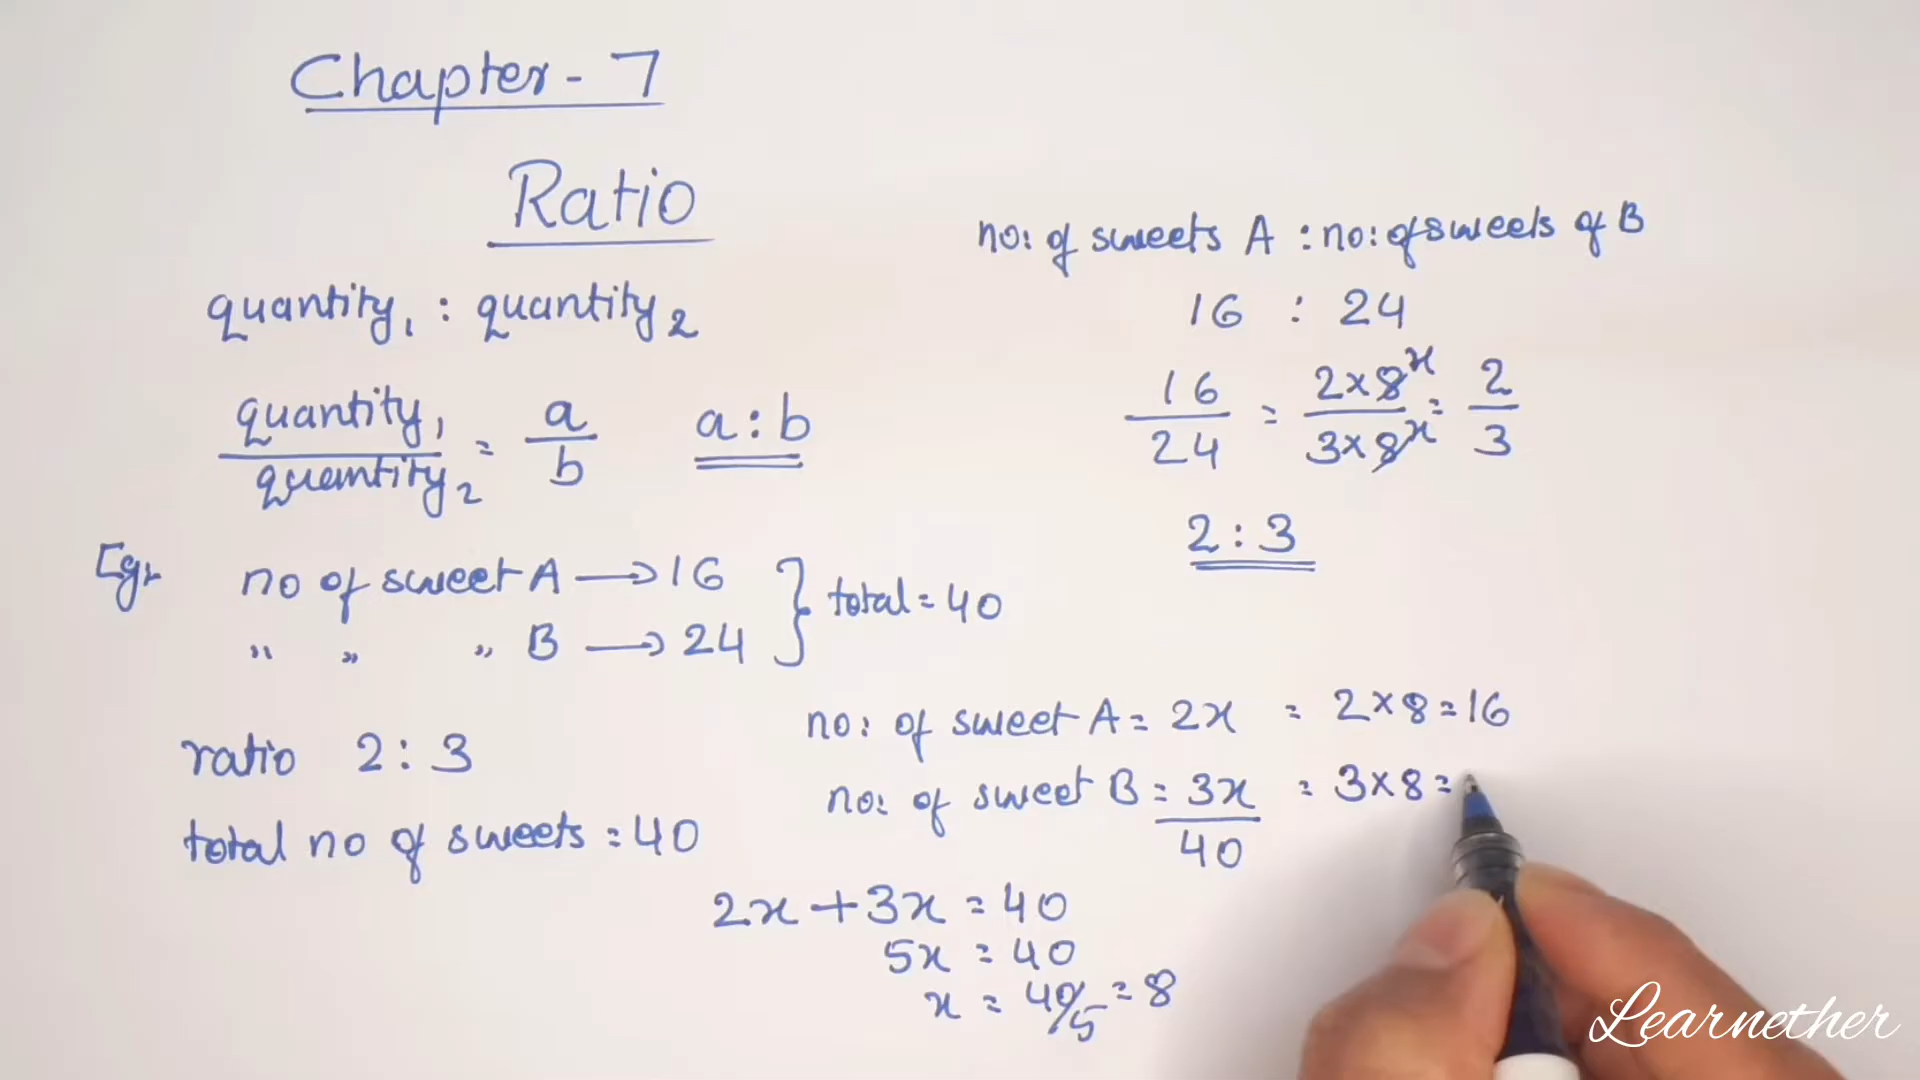 Chapter - 7
Ratio
quantity₁ : quantity₂
quantity₁/quantity₂ = a/b   a : b
Eg:
no of sweet A → 16
" " " B → 24 } total = 40
ratio 2 : 3
total no of sweets = 40
no: of sweets A : no: of sweets of B
16 : 24
16/24 = 2×8ˣ/3×8ˣ = 2/3
2 : 3
no: of sweet A = 2x = 2×8=16
no: of sweet B = 3x = 3×8=
40
2x + 3x = 40
5x = 40
x = 40/5 = 8
Learnether